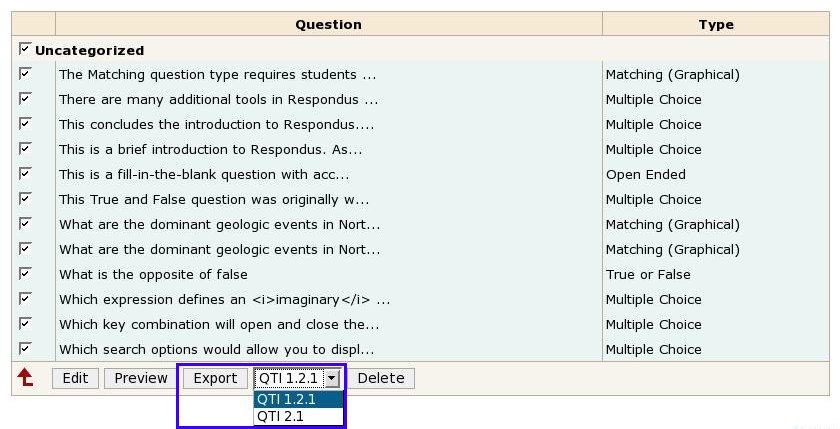 Question Type
Uncategorized
The Matching question type requires students ... Matching (Graphical)
There are many additional tools in Respondus ... Multiple Choice
This concludes the introduction to Respondus.... Multiple Choice
This is a brief introduction to Respondus. As... Multiple Choice
This is a fill-in-the-blank question with acc... Open Ended
This True and False question was originally w... Multiple Choice
What are the dominant geologic events in Nort... Matching (Graphical)
What are the dominant geologic events in Nort... Matching (Graphical)
What is the opposite of false True or False
Which expression defines an <i>imaginary</i> ... Multiple Choice
Which key combination will open and close the... Multiple Choice
Which search options would allow you to displ... Multiple Choice
Edit Preview Export QTI 1.2.1 Delete
QTI 1.2.1
QTI 2.1